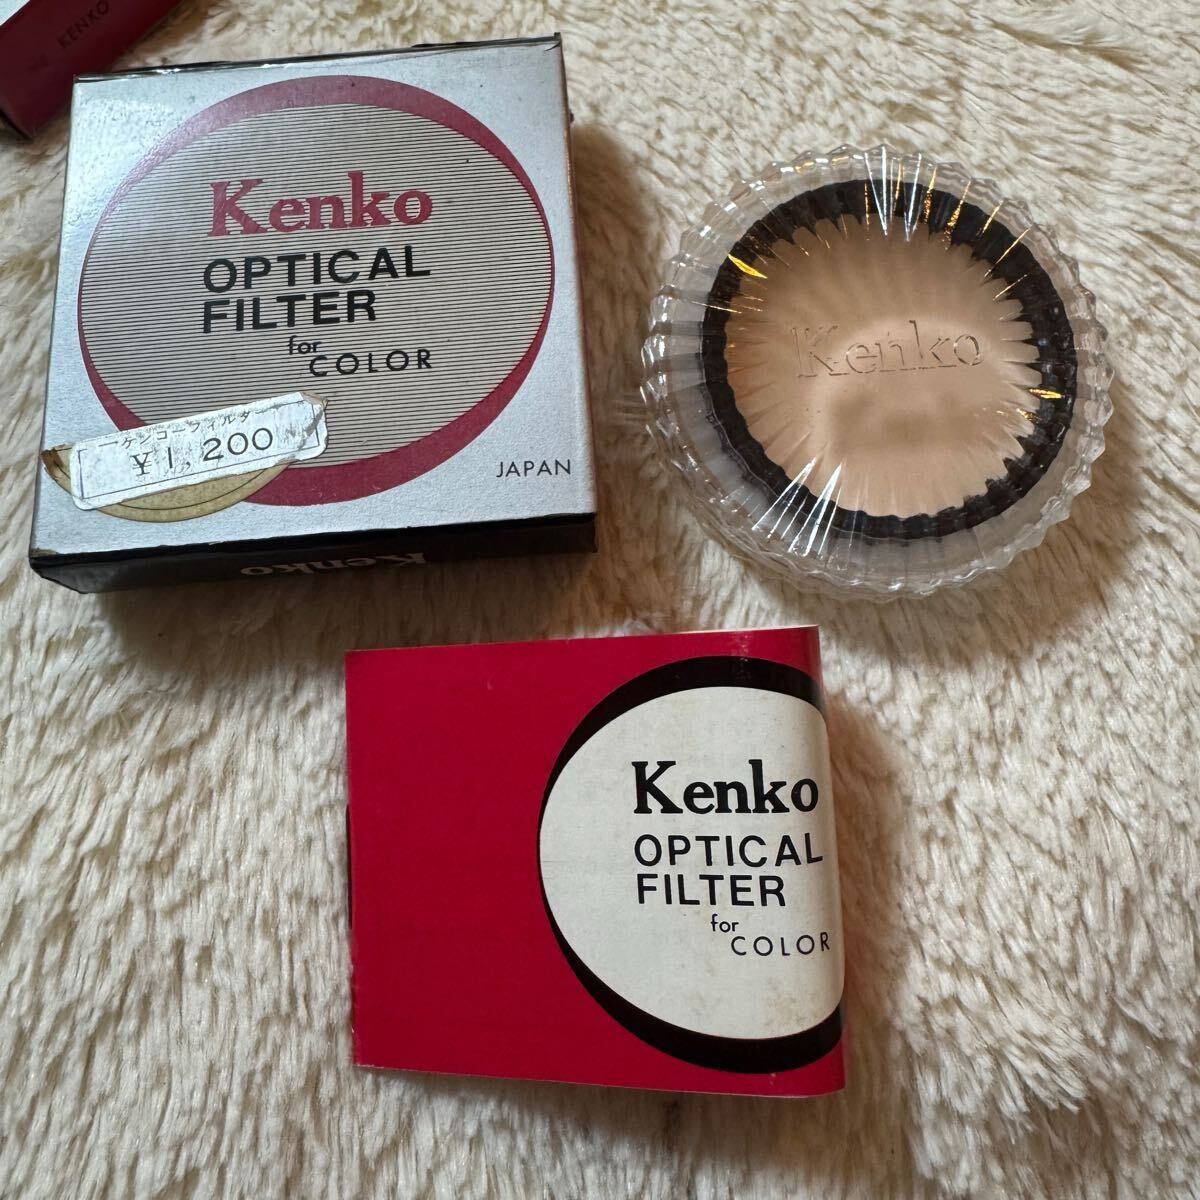 KENKO
Kenko
OPTICAL
FILTER
for
COLOR
ケンコーフィルター
¥1,200
JAPAN
Kenko
Kenko
Kenko
OPTICAL
FILTER
for
COLOR